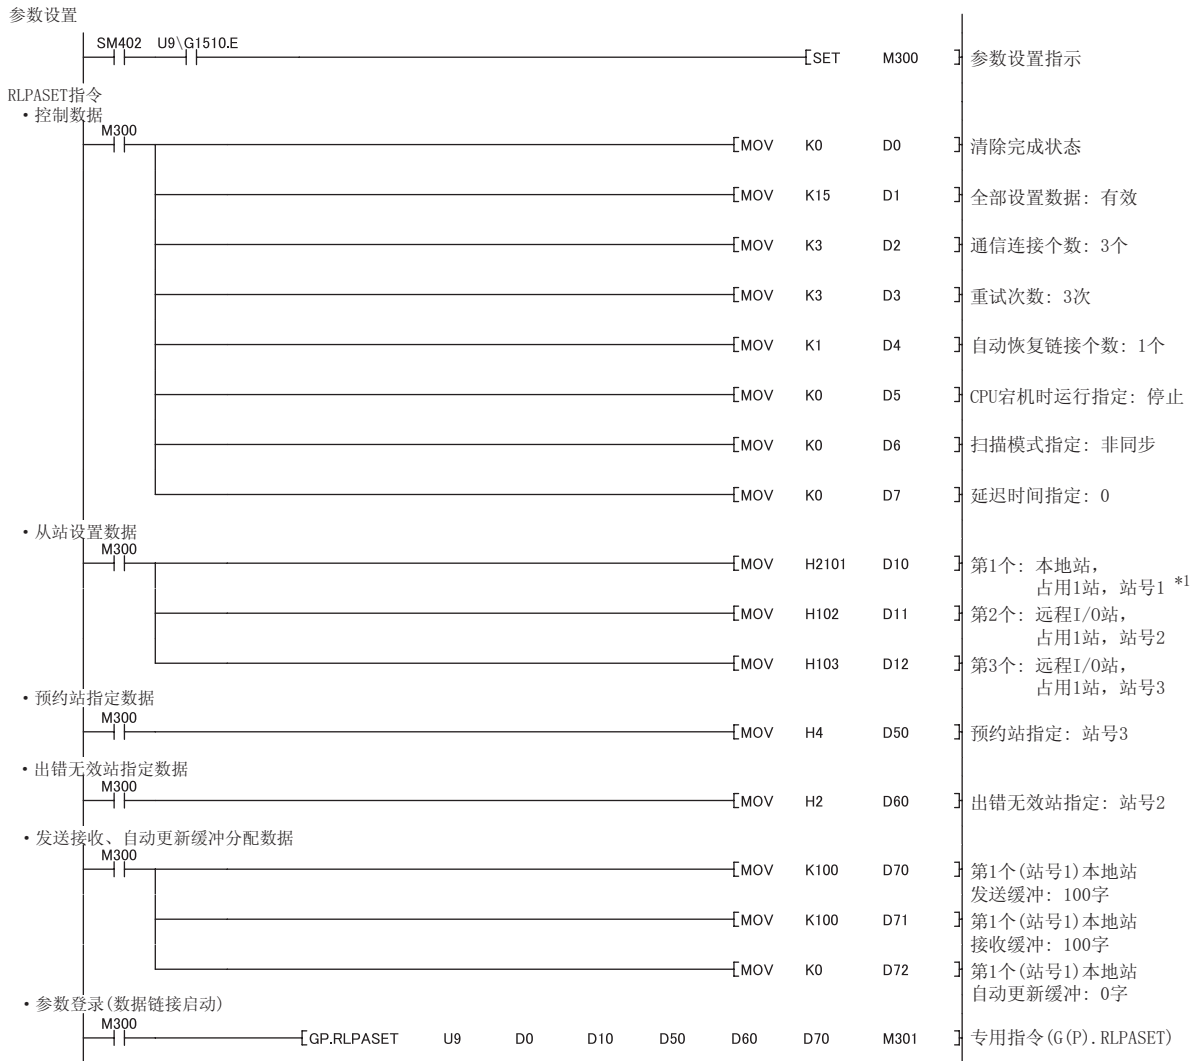 参数设置
SM402 U9\G1510.E
SET M300 参数设置指示
RLPASET指令
・控制数据
M300
MOV K0 D0 清除完成状态
MOV K15 D1 全部设置数据: 有效
MOV K3 D2 通信连接个数: 3个
MOV K3 D3 重试次数: 3次
MOV K1 D4 自动恢复链接个数: 1个
MOV K0 D5 CPU宕机时运行指定: 停止
MOV K0 D6 扫描模式指定: 非同步
MOV K0 D7 延迟时间指定: 0
・从站设置数据
M300
MOV H2101 D10 第1个: 本地站,
占用1站, 站号1 *1
MOV H102 D11 第2个: 远程I/O站,
占用1站, 站号2
MOV H103 D12 第3个: 远程I/O站,
占用1站, 站号3
・预约站指定数据
M300
MOV H4 D50 预约站指定: 站号3
・出错无效站指定数据
M300
MOV H2 D60 出错无效站指定: 站号2
・发送接收、自动更新缓冲分配数据
M300
MOV K100 D70 第1个(站号1)本地站
发送缓冲: 100字
MOV K100 D71 第1个(站号1)本地站
接收缓冲: 100字
MOV K0 D72 第1个(站号1)本地站
自动更新缓冲: 0字
・参数登录(数据链接启动)
M300
GP.RLPASET U9 D0 D10 D50 D60 D70 M301 专用指令(G(P).RLPASET)